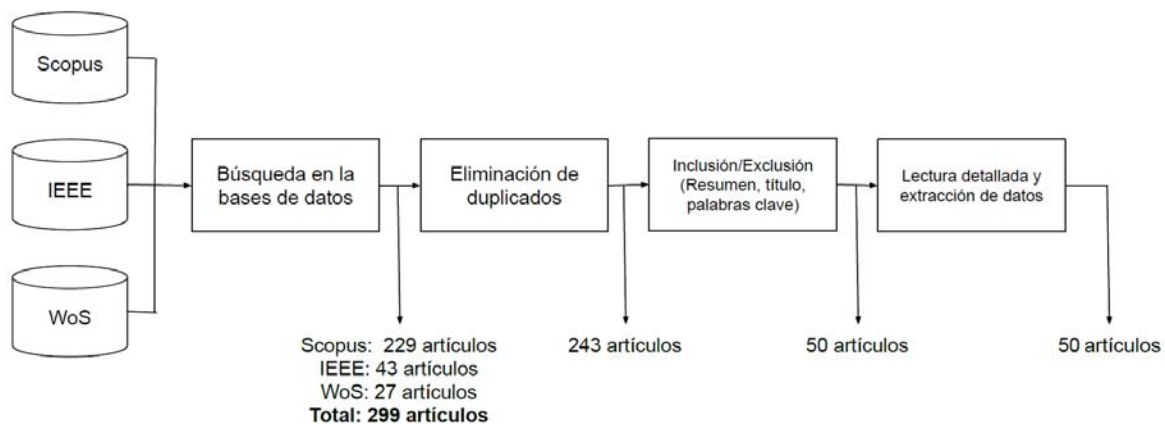 Scopus
IEEE
WoS
Búsqueda en la
bases de datos
Eliminación de
duplicados
Inclusión/Exclusión
(Resumen, título,
palabras clave)
Lectura detallada y
extracción de datos
Scopus: 229 artículos
IEEE: 43 artículos
WoS: 27 artículos
Total: 299 artículos
243 artículos
50 artículos
50 artículos